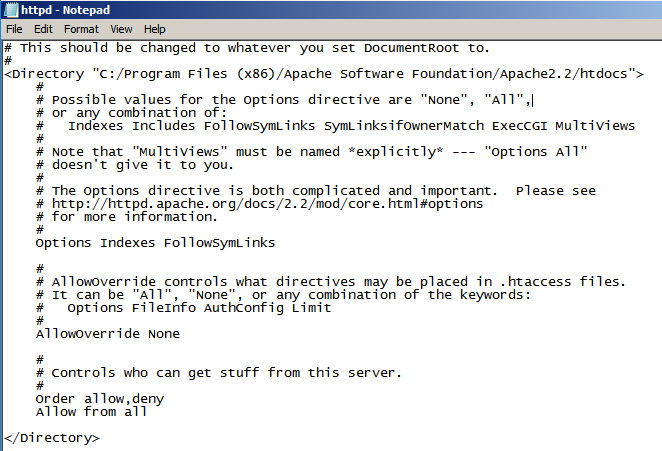 httpd - Notepad
File Edit Format View Help
# This should be changed to whatever you set DocumentRoot to.
#
<Directory "C:/Program Files (x86)/Apache Software Foundation/Apache2.2/htdocs">
    #
    # Possible values for the Options directive are "None", "All",
    # or any combination of:
    #   Indexes Includes FollowSymLinks SymLinksifOwnerMatch ExecCGI MultiViews
    #
    # Note that "MultiViews" must be named *explicitly* --- "Options All"
    # doesn't give it to you.
    #
    # The Options directive is both complicated and important.  Please see
    # http://httpd.apache.org/docs/2.2/mod/core.html#options
    # for more information.
    #
    Options Indexes FollowSymLinks
    #
    # AllowOverride controls what directives may be placed in .htaccess files.
    # It can be "All", "None", or any combination of the keywords:
    #   Options FileInfo AuthConfig Limit
    #
    AllowOverride None
    #
    # Controls who can get stuff from this server.
    #
    Order allow,deny
    Allow from all
</Directory>